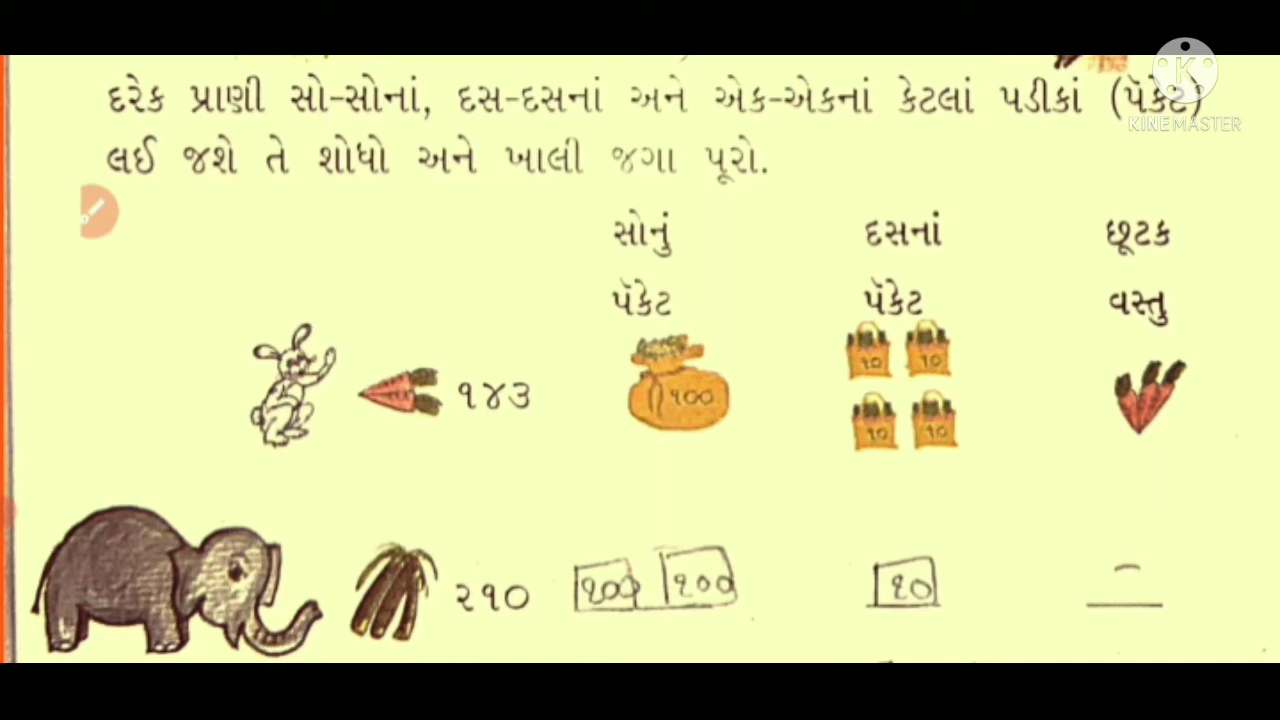 દરેક પ્રાણી સો-સોનાં, દસ-દસનાં અને એક-એકનાં કેટલાં પડીકાં (પૅકેટ)
લઈ જશે તે શોધો અને ખાલી જગા પૂરો.
સોનું દસનાં છૂટક
પૅકેટ પૅકેટ વસ્તુ
૧૪૩ ૧૦૦ ૧૦ ૧૦ ૧૦ ૧૦
૨૧૦ ૧૦૦ ૧૦૦ ૧૦ –
K
KINEMASTER